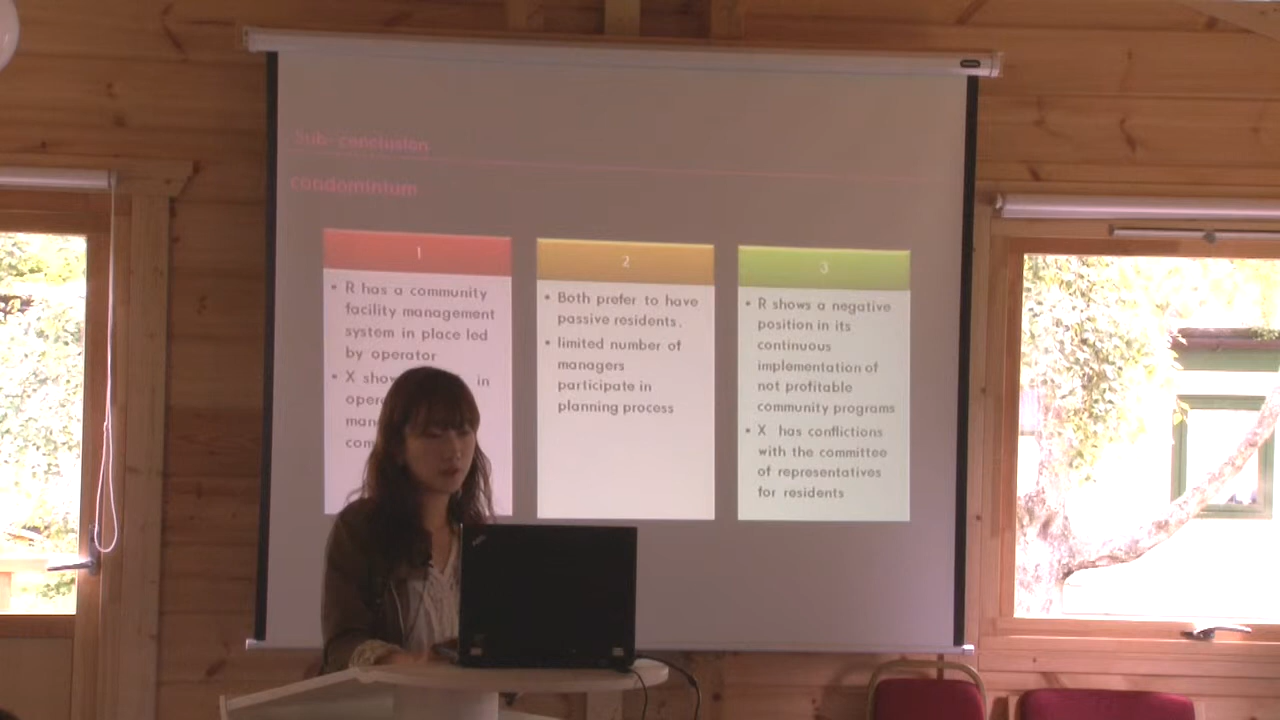 Sub-conclusion
condominium
1
• R has a community
facility management
system in place led
by operator
• X in
2
• Both prefer to have
passive residents.
• limited number of
managers
participate in
planning process
3
• R shows a negative
position in its
continuous
implementation of
not profitable
community programs
• X has conflictions
with the committee
of representatives
for residents